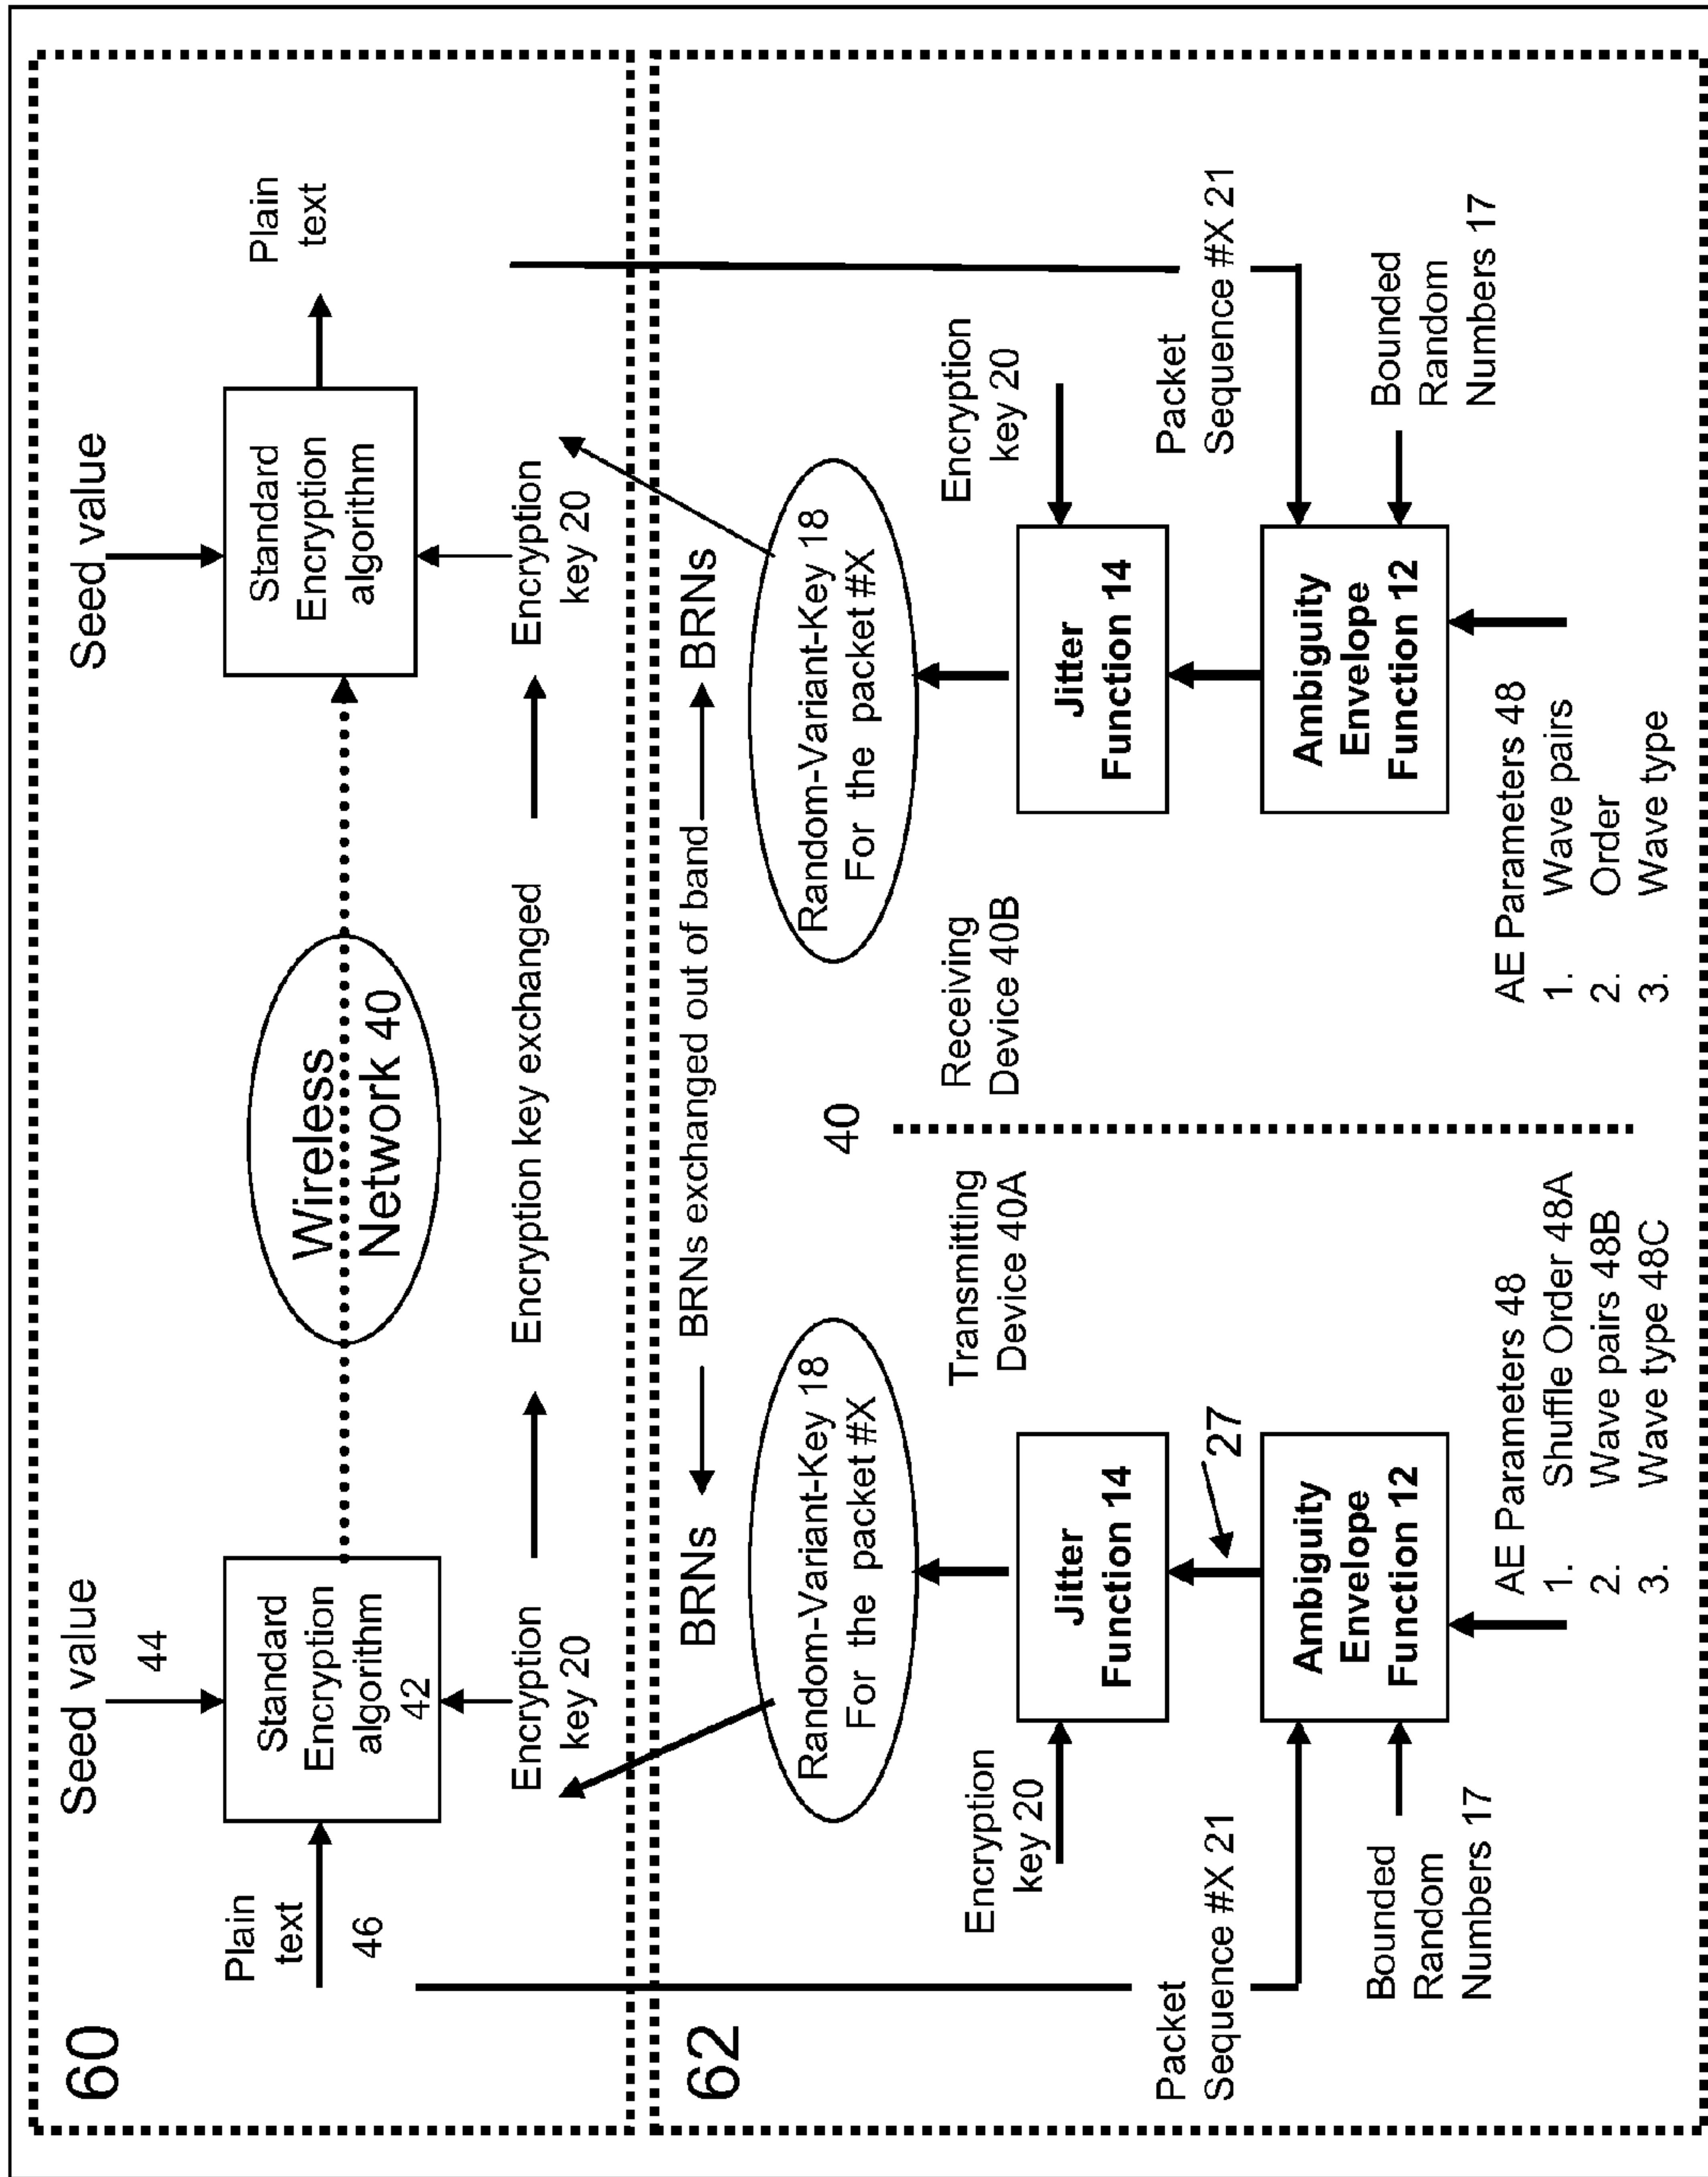 60
Seed value
44
Seed value
Plain
text
46
Standard
Encryption
algorithm
42
Wireless
Network 40
Standard
Encryption
algorithm
Plain
text
Encryption
key 20
Encryption key exchanged
Encryption
key 20
62
BRNs
BRNs exchanged out of band
BRNs
Random-Variant-Key 18
For the packet #X
40
Random-Variant-Key 18
For the packet #X
Transmitting
Device 40A
Receiving
Device 40B
Encryption
key 20
Jitter
Function 14
Jitter
Function 14
Encryption
key 20
Packet
Sequence #X 21
27
Packet
Sequence #X 21
Ambiguity
Envelope
Function 12
Ambiguity
Envelope
Function 12
Bounded
Random
Numbers 17
Bounded
Random
Numbers 17
AE Parameters 48
1. Shuffle Order 48A
2. Wave pairs 48B
3. Wave type 48C
AE Parameters 48
1. Wave pairs
2. Order
3. Wave type